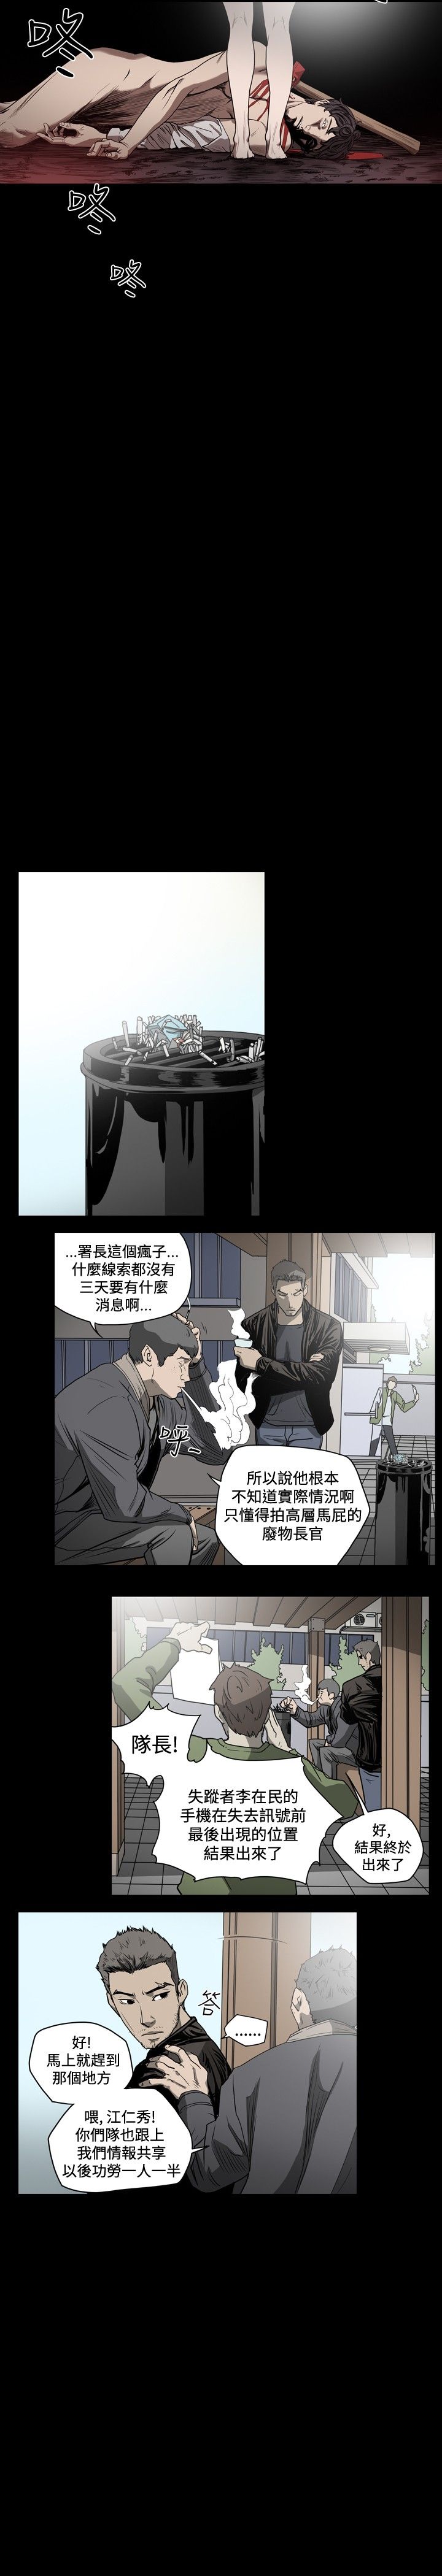 咚
咚
咚
...署長這個瘋子...
什麼線索都沒有
三天要有什麼
消息啊...
呼
所以說他根本
不知道實際情況啊
只懂得拍高層馬屁的
廢物長官
隊長!
失蹤者李在民的
手機在失去訊號前
最後出現的位置
結果出來了
好,
結果終於
出來了
答
......
好!
馬上就趕到
那個地方
喂,江仁秀!
你們隊也跟上
我們情報共享
以後功勞一人一半